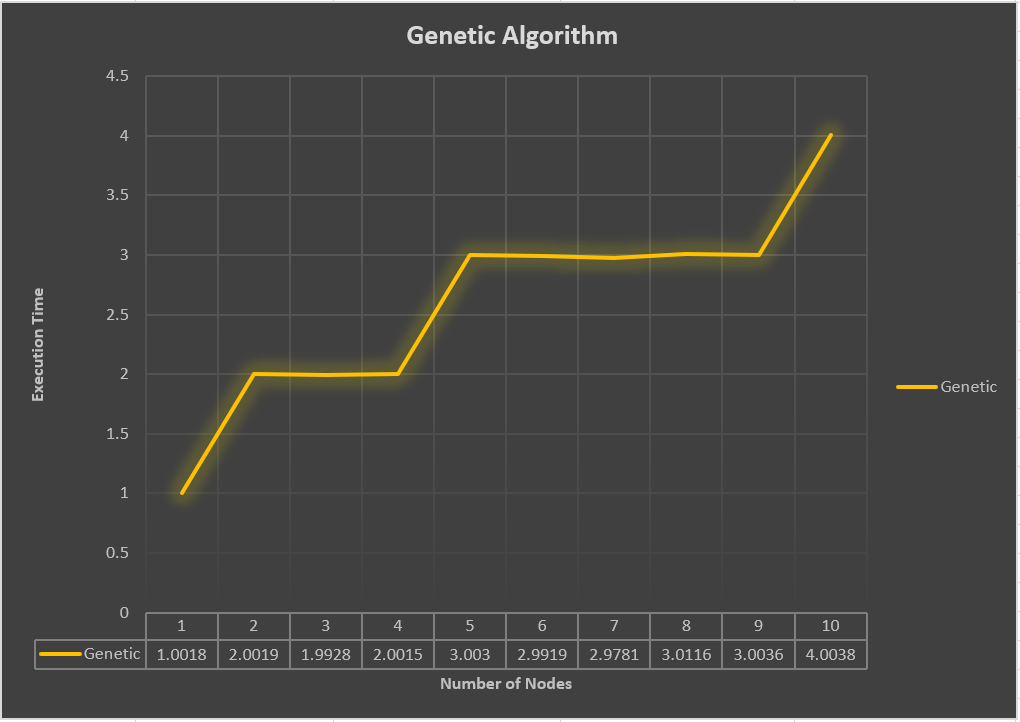 Genetic Algorithm
4.5
4
3.5
3
2.5
2
1.5
1
0.5
0
Execution Time
Genetic
1 2 3 4 5 6 7 8 9 10
Genetic 1.0018 2.0019 1.9928 2.0015 3.003 2.9919 2.9781 3.0116 3.0036 4.0038
Number of Nodes